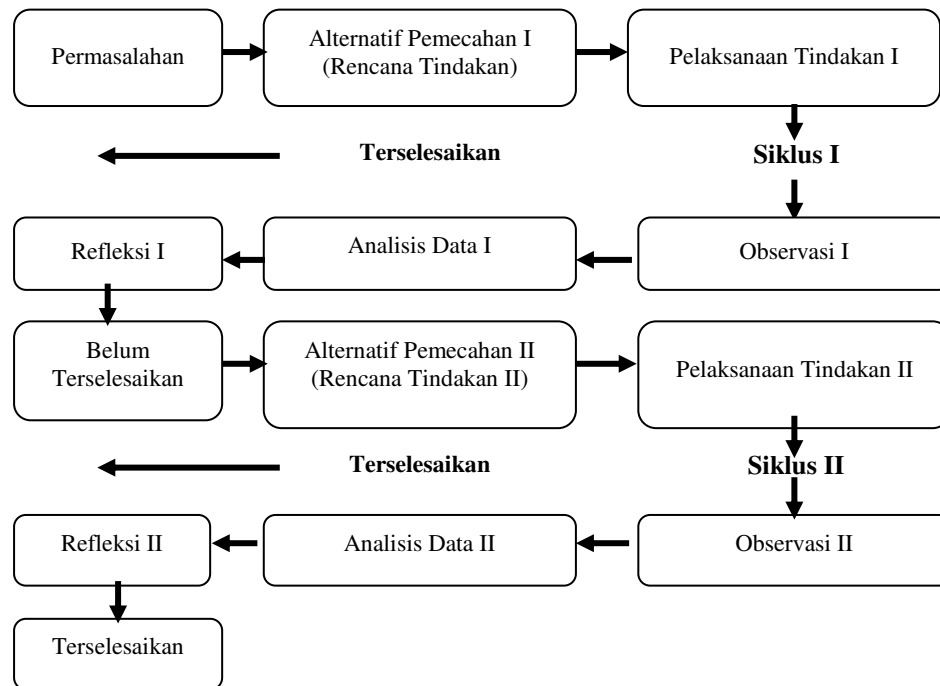 Permasalahan
Alternatif Pemecahan I
(Rencana Tindakan)
Pelaksanaan Tindakan I
Terselesaikan
Siklus I
Refleksi I
Analisis Data I
Observasi I
Belum
Terselesaikan
Alternatif Pemecahan II
(Rencana Tindakan II)
Pelaksanaan Tindakan II
Terselesaikan
Siklus II
Refleksi II
Analisis Data II
Observasi II
Terselesaikan